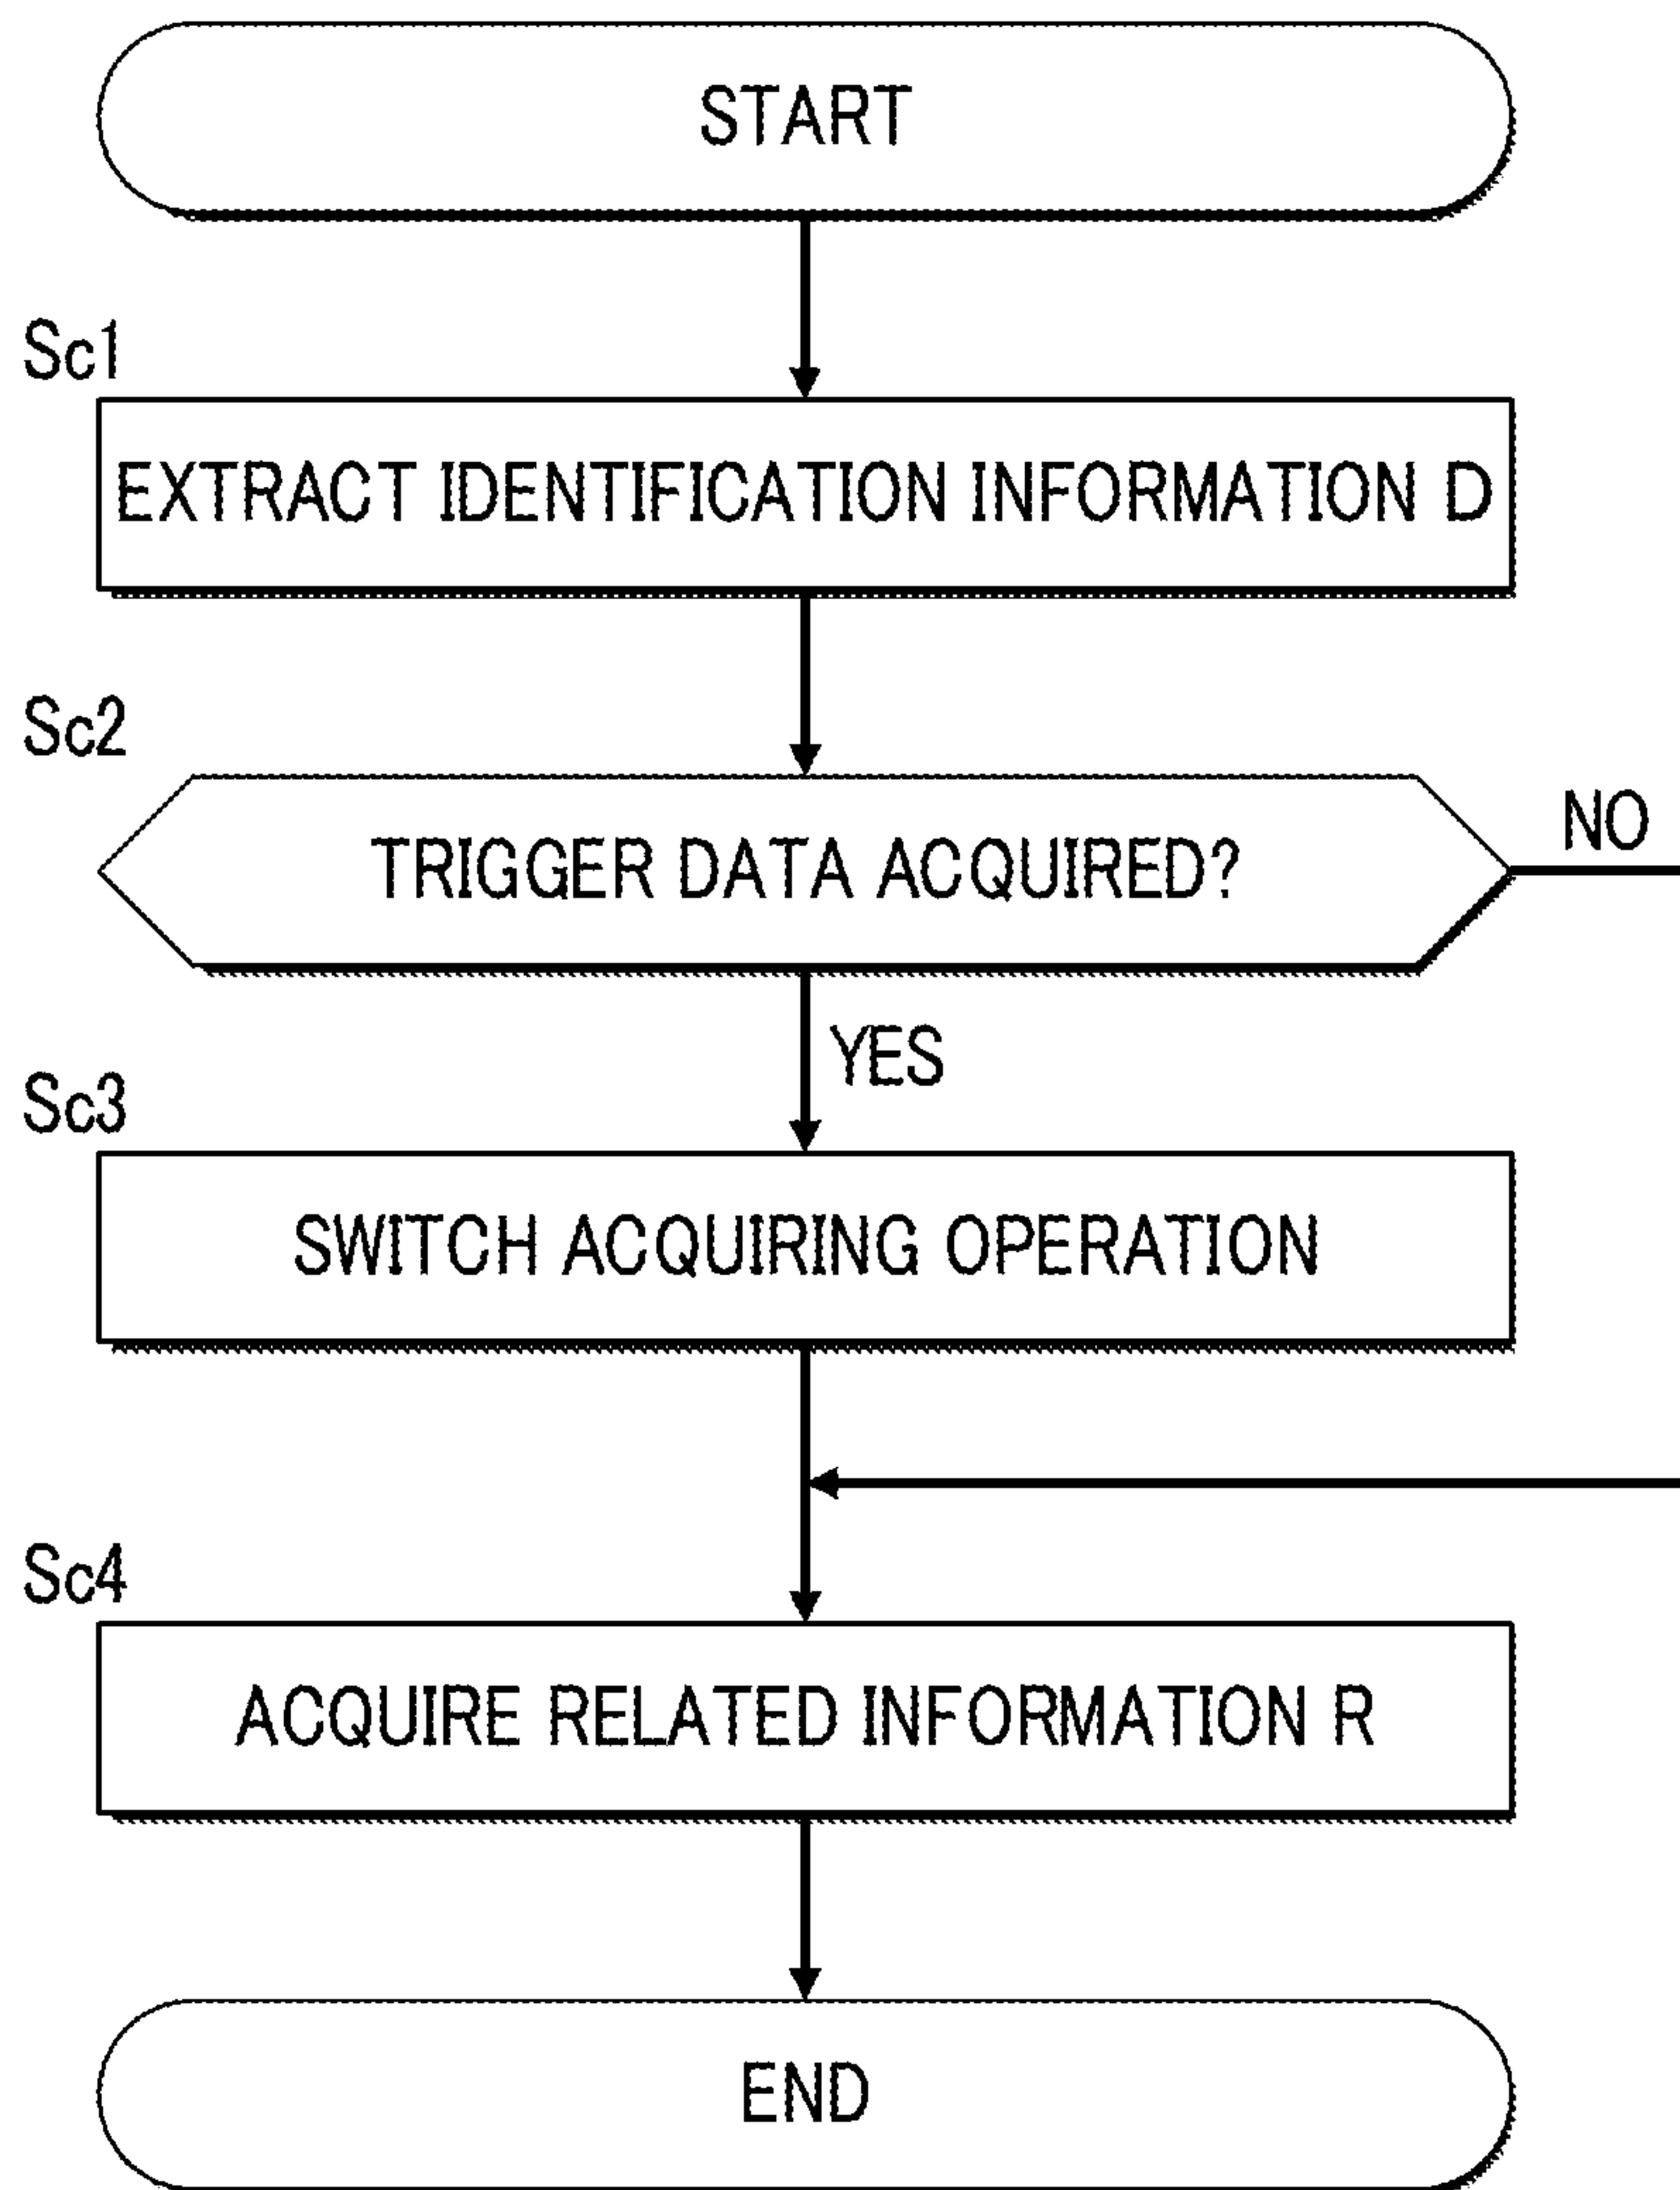 START
Sc1
EXTRACT IDENTIFICATION INFORMATION D
Sc2
TRIGGER DATA ACQUIRED?
NO
YES
Sc3
SWITCH ACQUIRING OPERATION
Sc4
ACQUIRE RELATED INFORMATION R
END